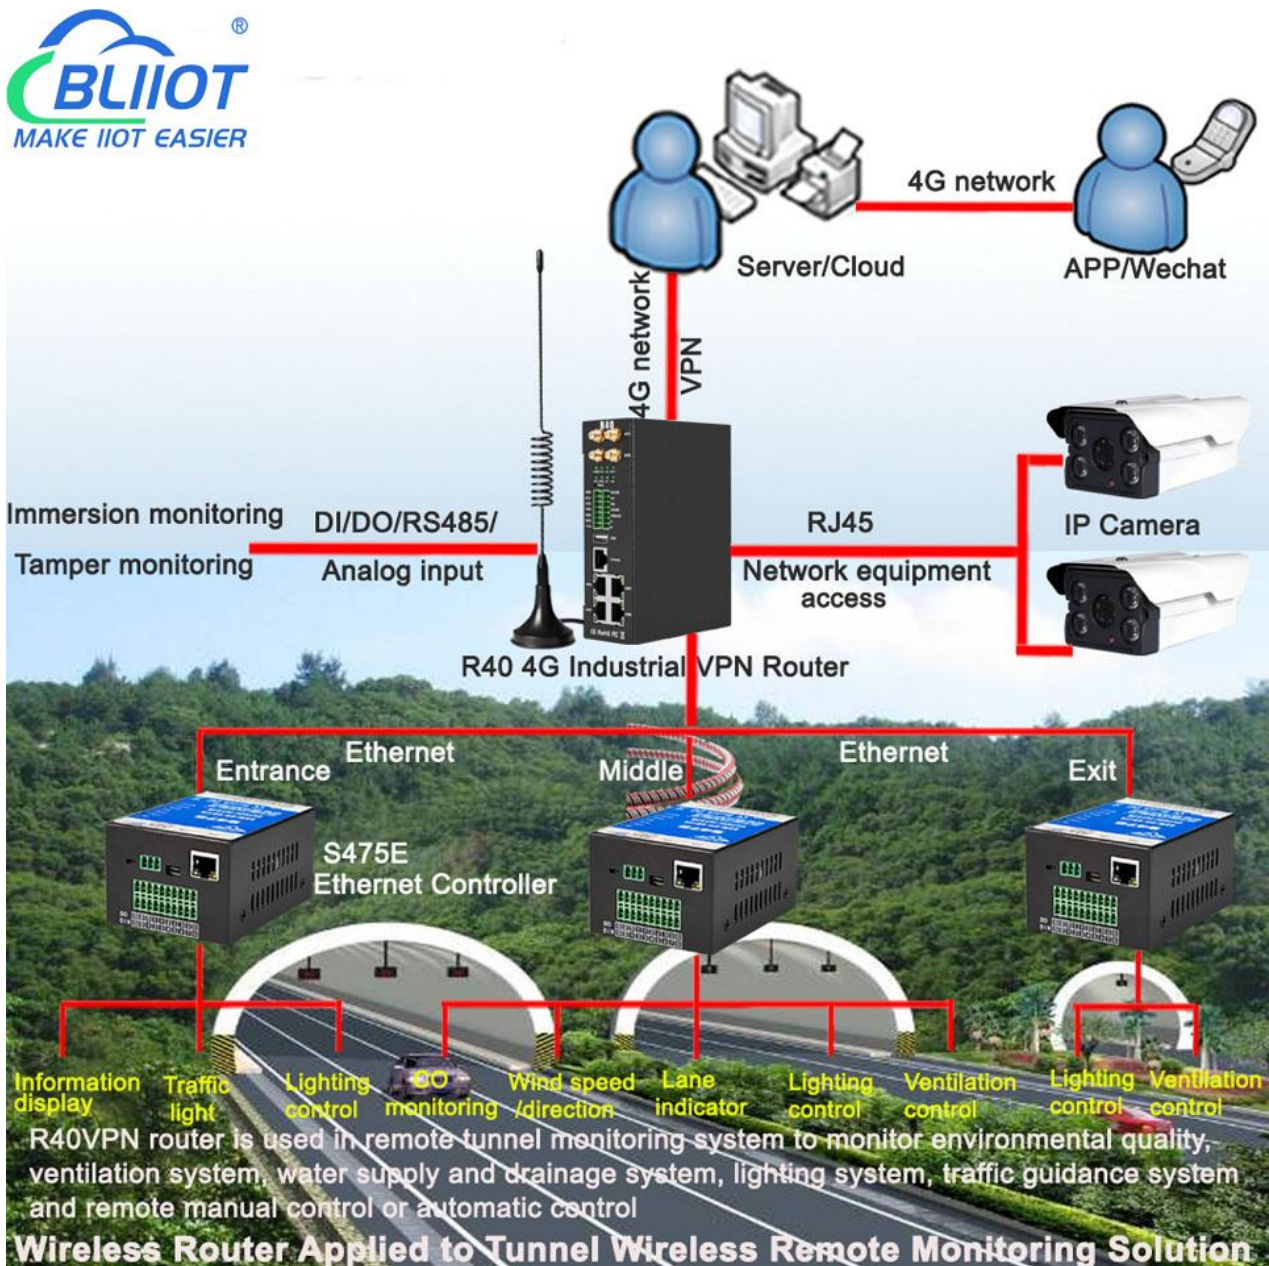 ®
BLIIOT
MAKE IIOT EASIER
4G network
Server/Cloud
APP/Wechat
4G network
VPN
R40
Immersion monitoring
Tamper monitoring
DI/DO/RS485/
Analog input
RJ45
Network equipment
access
IP Camera
R40 4G Industrial VPN Router
Ethernet
Ethernet
Entrance
Middle
Exit
S475E
Ethernet Controller
Information
display
Traffic
light
Lighting
control
CO
monitoring
Wind speed
/direction
Lane
indicator
Lighting
control
Ventilation
control
Lighting
control
Ventilation
control
R40VPN router is used in remote tunnel monitoring system to monitor environmental quality,
ventilation system, water supply and drainage system, lighting system, traffic guidance system
and remote manual control or automatic control
Wireless Router Applied to Tunnel Wireless Remote Monitoring Solution